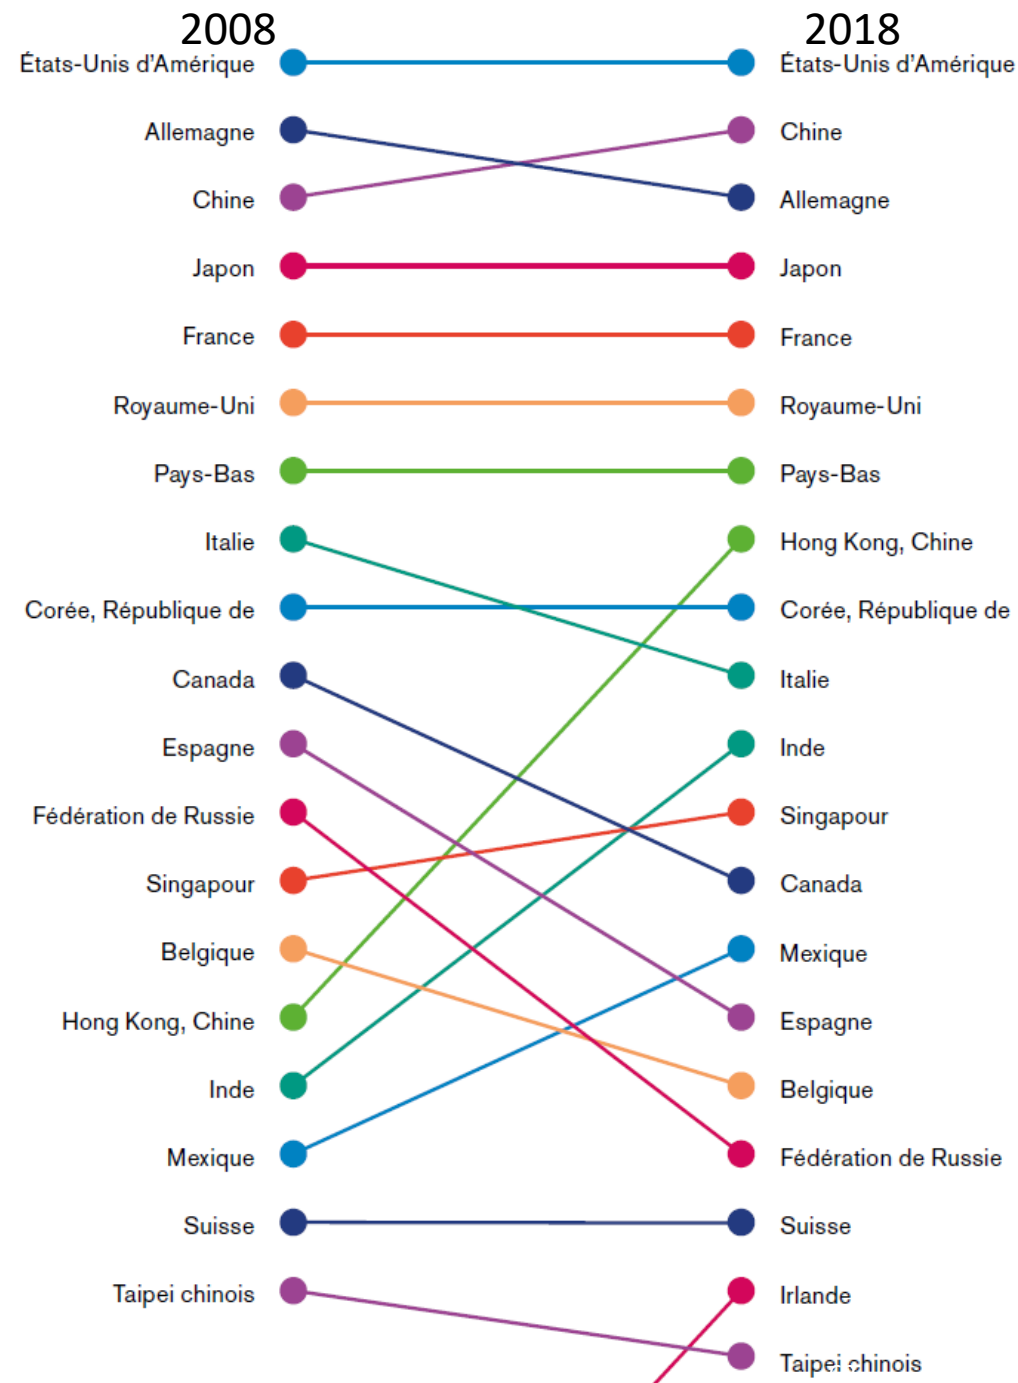 2008 2018
États-Unis d'Amérique États-Unis d'Amérique
Allemagne Chine
Chine Allemagne
Japon Japon
France France
Royaume-Uni Royaume-Uni
Pays-Bas Pays-Bas
Italie Hong Kong, Chine
Corée, République de Corée, République de
Canada Italie
Espagne Inde
Fédération de Russie Singapour
Singapour Canada
Belgique Mexique
Hong Kong, Chine Espagne
Inde Belgique
Mexique Fédération de Russie
Suisse Suisse
Taipei chinois Irlande
Taipei chinois